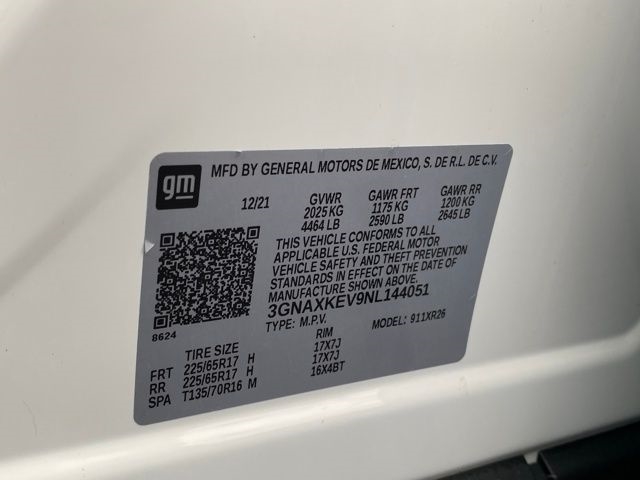 MFD BY GENERAL MOTORS DE MEXICO, S. DE R.L. DE C.V.
gm
12/21 GVWR GAWR FRT GAWR RR
2025 KG 1175 KG 1200 KG
4464 LB 2590 LB 2645 LB
THIS VEHICLE CONFORMS TO ALL
APPLICABLE U.S. FEDERAL MOTOR
VEHICLE SAFETY AND THEFT PREVENTION
STANDARDS IN EFFECT ON THE DATE OF
MANUFACTURE SHOWN ABOVE.
3GNAXKEV9NL144051
TYPE: M.P.V. MODEL: 911XR26
8624
TIRE SIZE RIM
FRT 225/65R17 H 17X7J
RR 225/65R17 H 17X7J
SPA T135/70R16 M 16X4BT